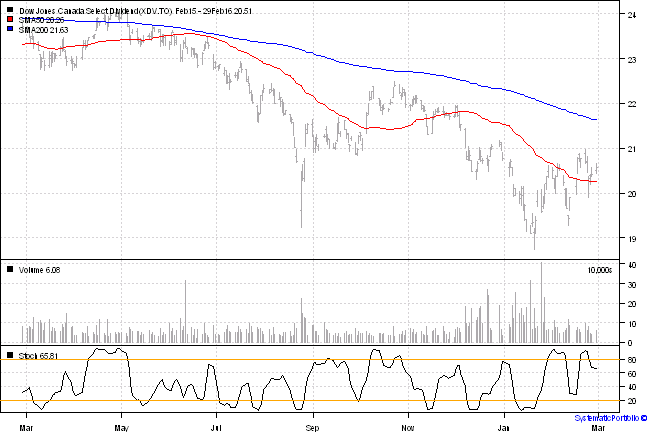 Dow Jones Canada Select Dividend(XDV.TO) Feb15 - 29Feb16 20.51
SMA50 20.26
SMA200 21.63
24
23
22
21
20
19
Mar
May
Jul
Sep
Nov
Jan
Mar
Volume 6.08
10,000s
40
30
20
10
0
Stoch 65.81
80
60
40
20
Mar
May
Jul
Sep
Nov
Jan
Mar
SystematicPortfolio ©